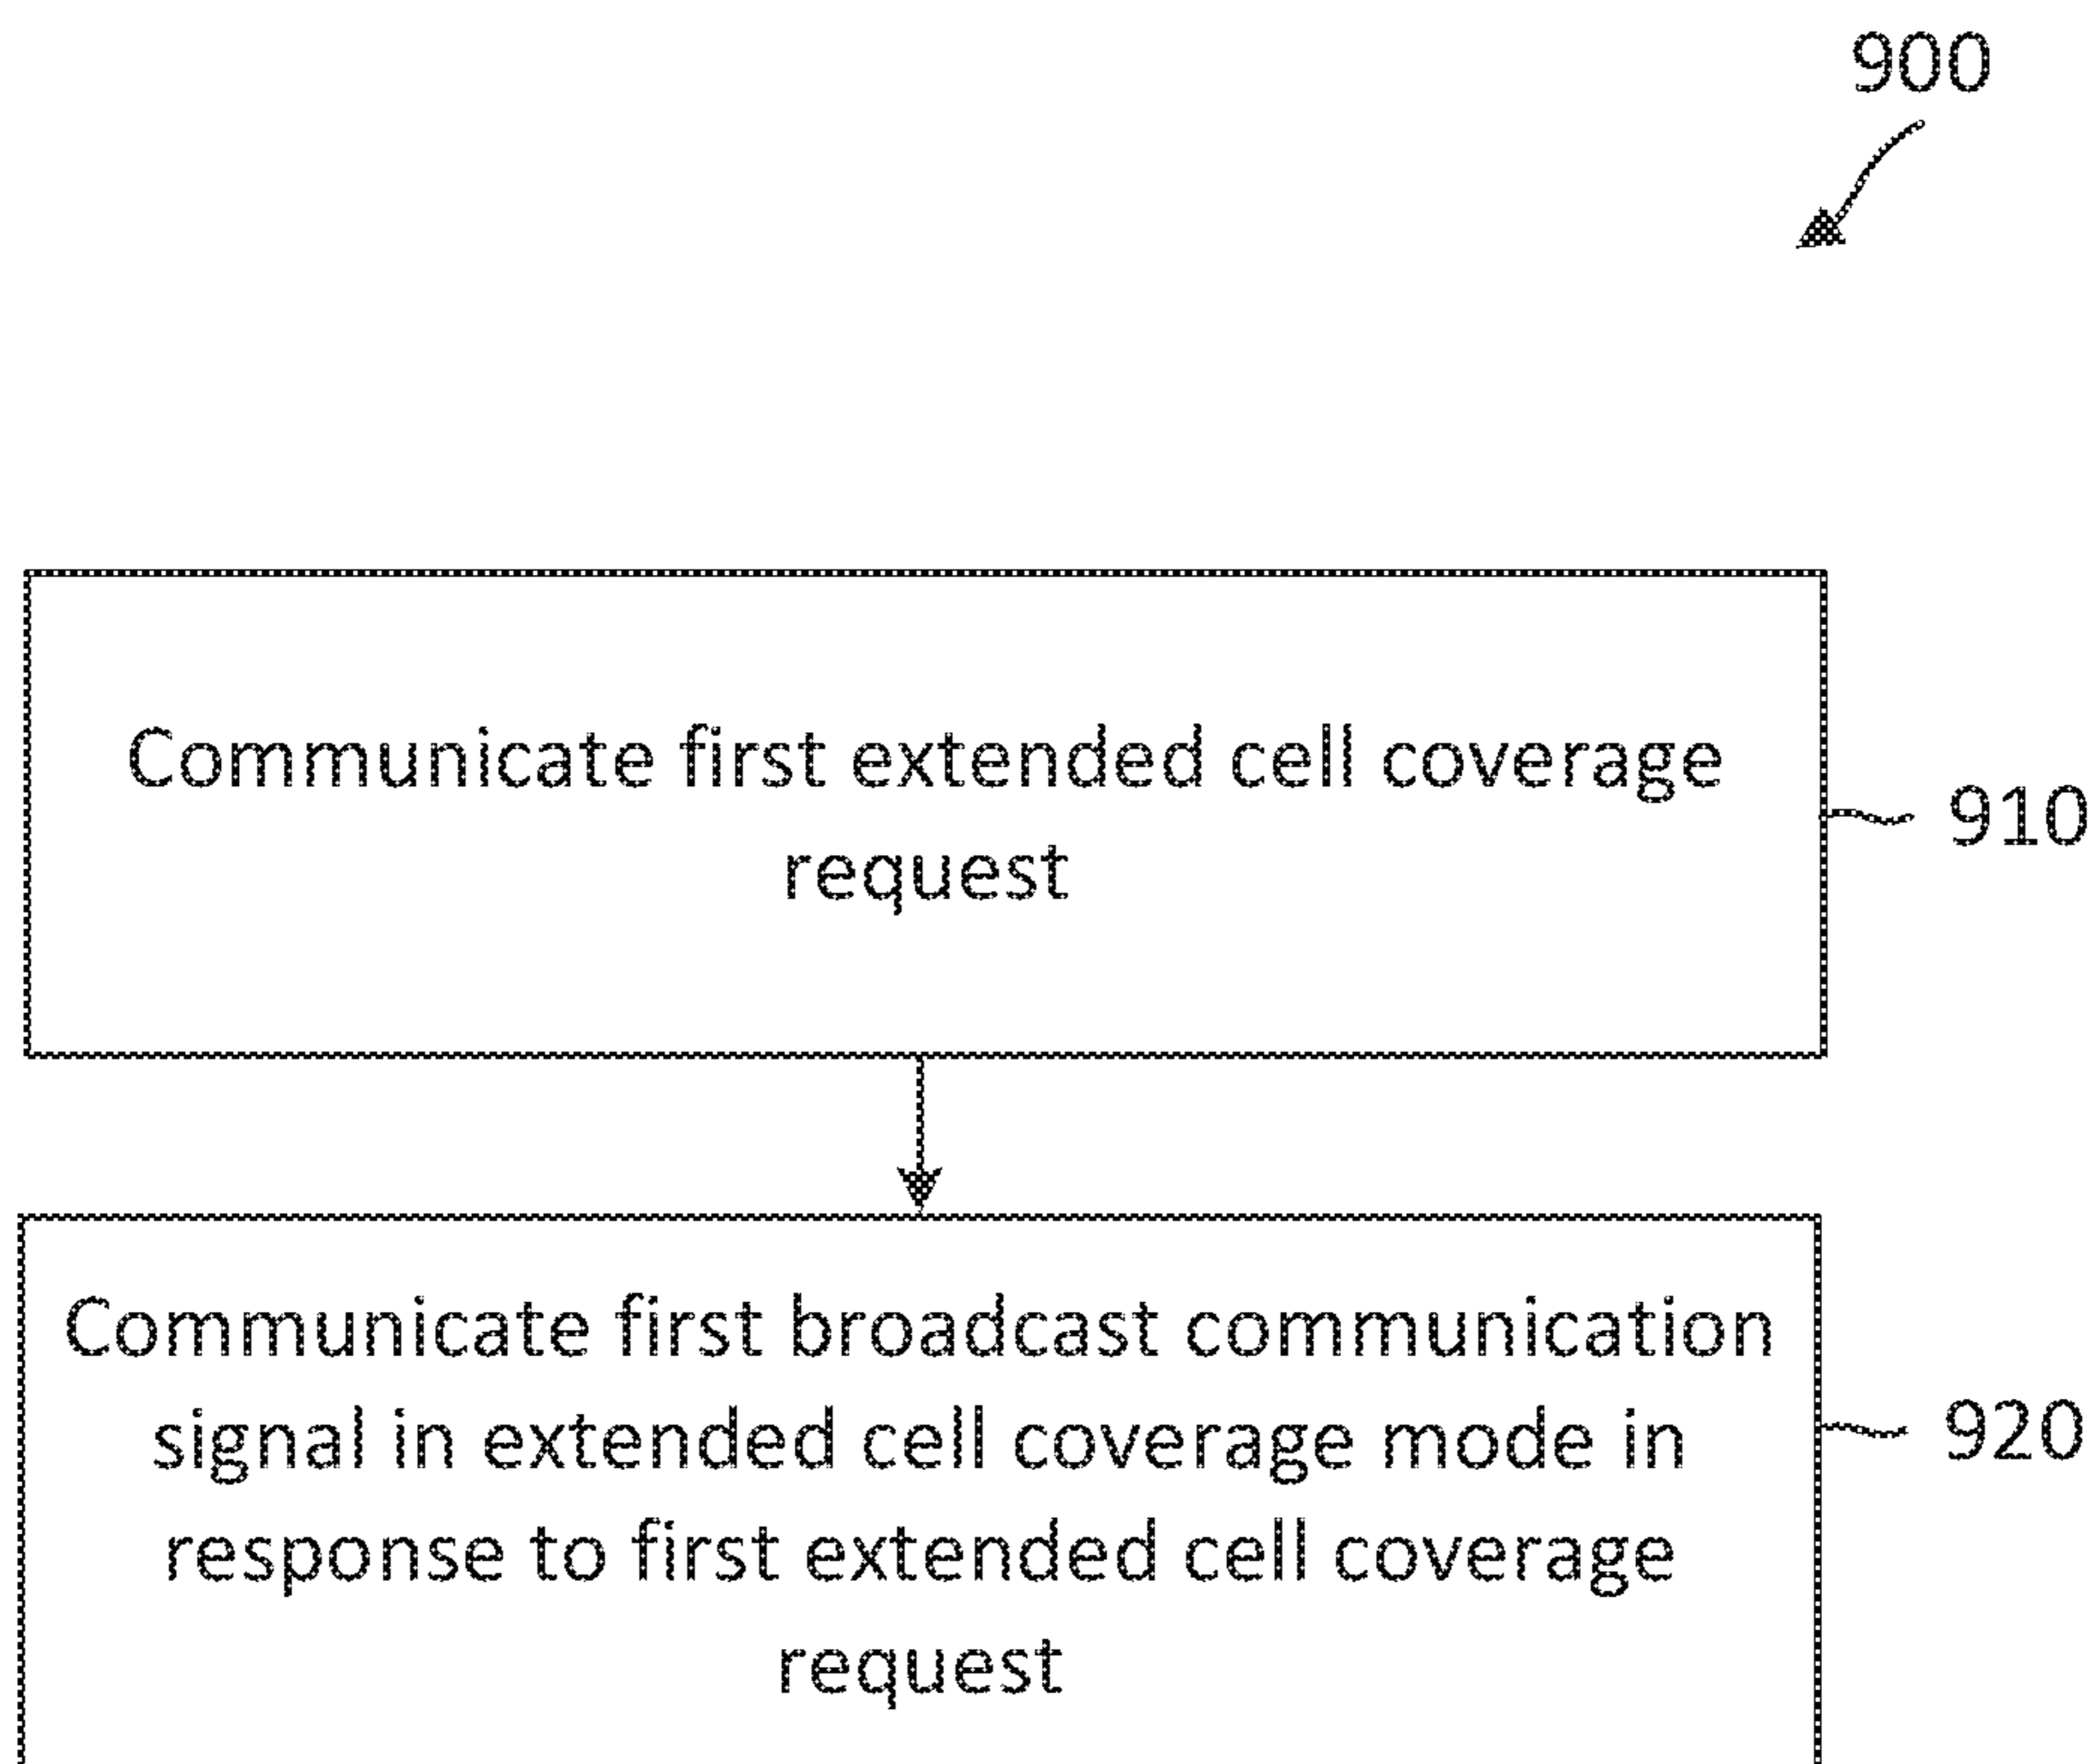 900
Communicate first extended cell coverage
request
910
Communicate first broadcast communication
signal in extended cell coverage mode in
response to first extended cell coverage
request
920